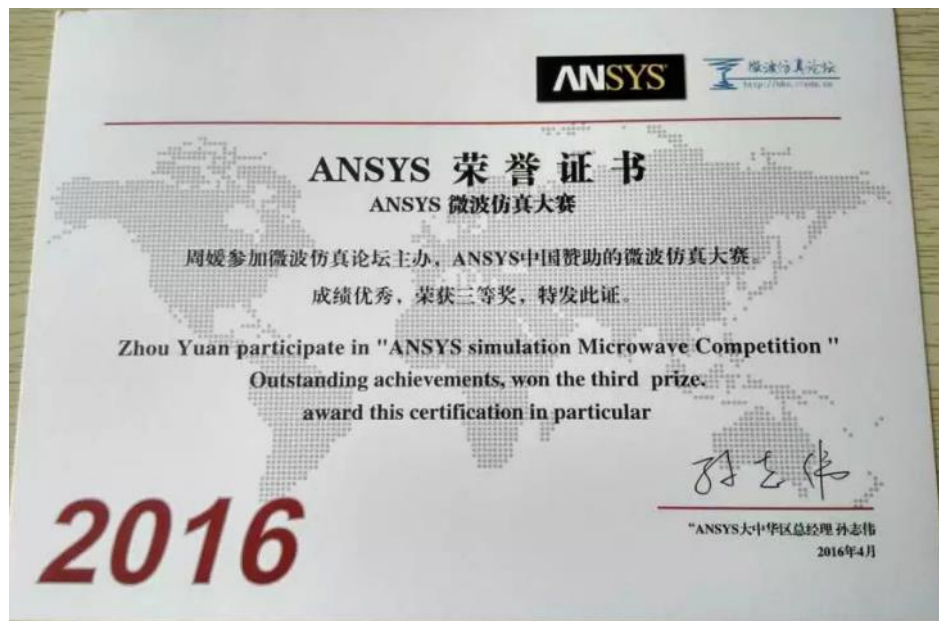 ANSYS
微波仿真论坛
ANSYS 荣 誉 证 书
ANSYS 微波仿真大赛
周媛参加微波仿真论坛主办，ANSYS中国赞助的微波仿真大赛。
成绩优秀，荣获三等奖，特发此证。
Zhou Yuan participate in "ANSYS simulation Microwave Competition "
Outstanding achievements, won the third prize.
award this certification in particular
孙志伟
"ANSYS大中华区总经理 孙志伟
2016年4月
2016